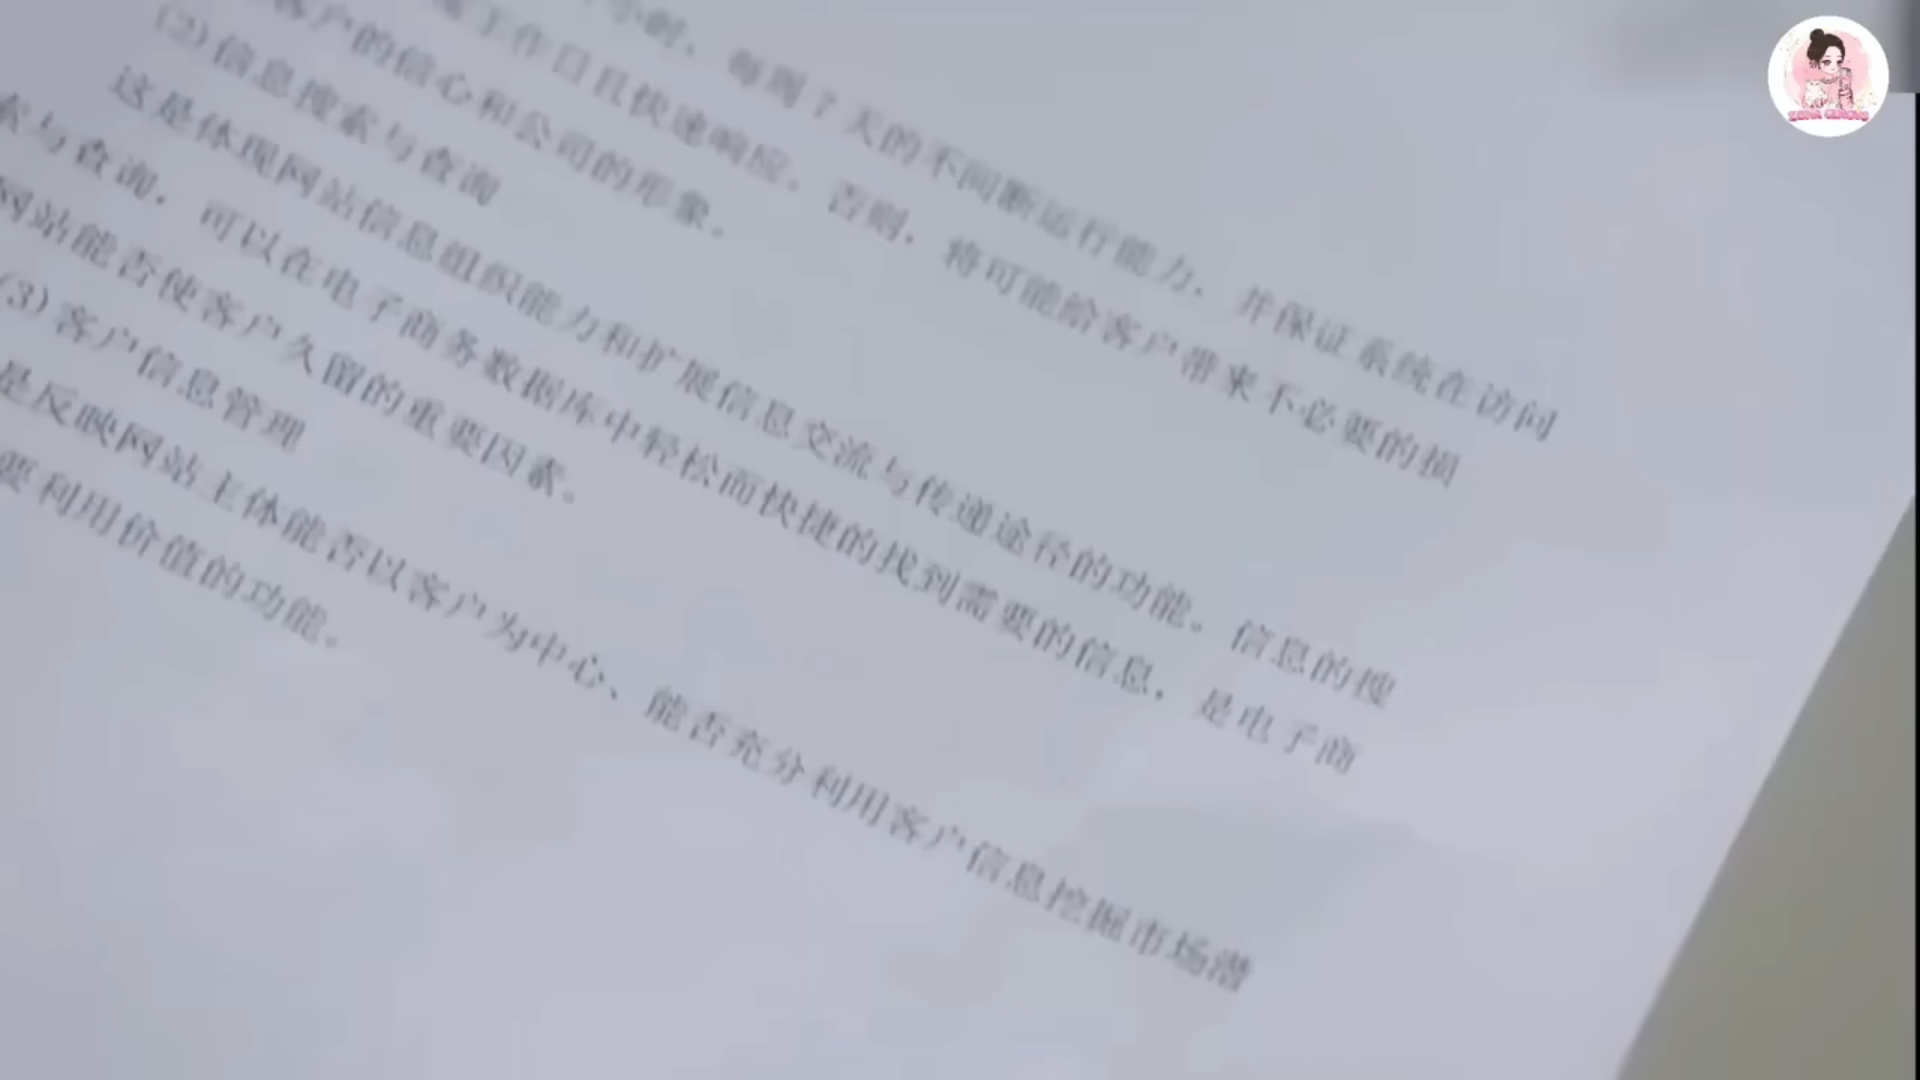 小时，每周7天的不间断运行能力，并保证系统在访问
工作日且快速响应。否则，将可能给客户带来不必要的损
客户的信心和公司的形象。
(2)信息搜索与查询
这是体现网站信息组织能力和扩展信息交流与传递途径的功能。信息的搜
索与查询，可以在电子商务数据库中轻松而快捷的找到需要的信息，是电子商
网站能否使客户久留的重要因素。
(3)客户信息管理
是反映网站主体能否以客户为中心、能否充分利用客户信息挖掘市场潜
要利用价值的功能。